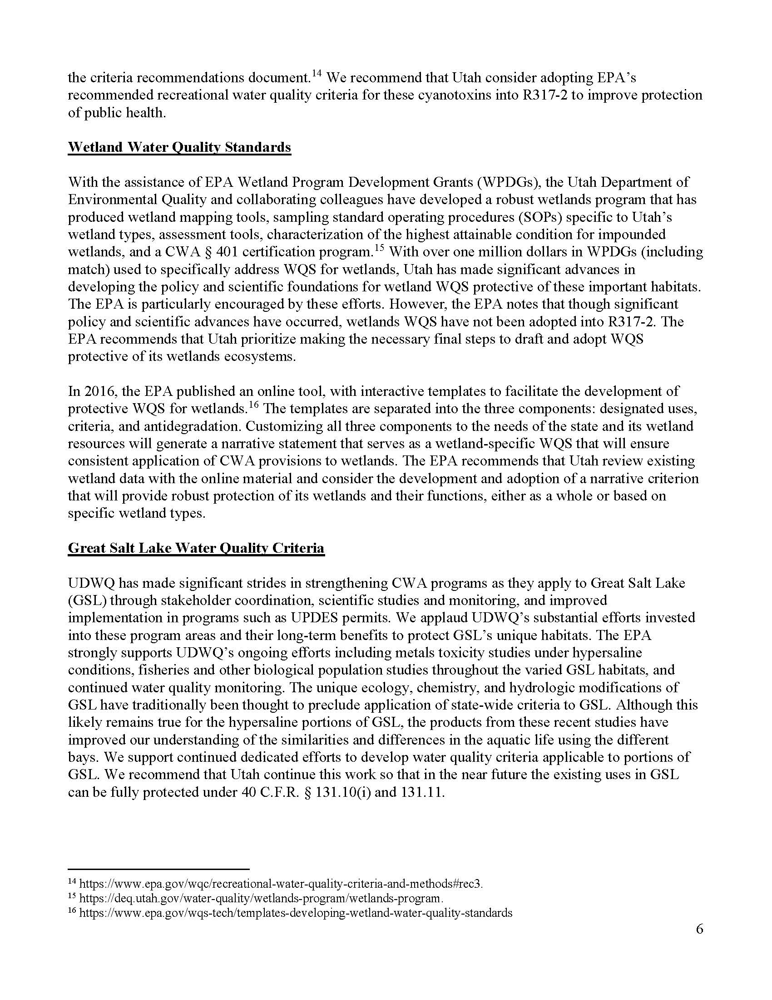 the criteria recommendations document.14 We recommend that Utah consider adopting EPA’s
recommended recreational water quality criteria for these cyanotoxins into R317-2 to improve protection
of public health.
Wetland Water Quality Standards
With the assistance of EPA Wetland Program Development Grants (WPDGs), the Utah Department of
Environmental Quality and collaborating colleagues have developed a robust wetlands program that has
produced wetland mapping tools, sampling standard operating procedures (SOPs) specific to Utah’s
wetland types, assessment tools, characterization of the highest attainable condition for impounded
wetlands, and a CWA § 401 certification program.15 With over one million dollars in WPDGs (including
match) used to specifically address WQS for wetlands, Utah has made significant advances in
developing the policy and scientific foundations for wetland WQS protective of these important habitats.
The EPA is particularly encouraged by these efforts. However, the EPA notes that though significant
policy and scientific advances have occurred, wetlands WQS have not been adopted into R317-2. The
EPA recommends that Utah prioritize making the necessary final steps to draft and adopt WQS
protective of its wetlands ecosystems.
In 2016, the EPA published an online tool, with interactive templates to facilitate the development of
protective WQS for wetlands.16 The templates are separated into the three components: designated uses,
criteria, and antidegradation. Customizing all three components to the needs of the state and its wetland
resources will generate a narrative statement that serves as a wetland-specific WQS that will ensure
consistent application of CWA provisions to wetlands. The EPA recommends that Utah review existing
wetland data with the online material and consider the development and adoption of a narrative criterion
that will provide robust protection of its wetlands and their functions, either as a whole or based on
specific wetland types.
Great Salt Lake Water Quality Criteria
UDWQ has made significant strides in strengthening CWA programs as they apply to Great Salt Lake
(GSL) through stakeholder coordination, scientific studies and monitoring, and improved
implementation in programs such as UPDES permits. We applaud UDWQ’s substantial efforts invested
into these program areas and their long-term benefits to protect GSL’s unique habitats. The EPA
strongly supports UDWQ’s ongoing efforts including metals toxicity studies under hypersaline
conditions, fisheries and other biological population studies throughout the varied GSL habitats, and
continued water quality monitoring. The unique ecology, chemistry, and hydrologic modifications of
GSL have traditionally been thought to preclude application of state-wide criteria to GSL. Although this
likely remains true for the hypersaline portions of GSL, the products from these recent studies have
improved our understanding of the similarities and differences in the aquatic life using the different
bays. We support continued dedicated efforts to develop water quality criteria applicable to portions of
GSL. We recommend that Utah continue this work so that in the near future the existing uses in GSL
can be fully protected under 40 C.F.R. § 131.10(i) and 131.11.
14 https://www.epa.gov/wqc/recreational-water-quality-criteria-and-methods#rec3.
15 https://deq.utah.gov/water-quality/wetlands-program/wetlands-program.
16 https://www.epa.gov/wqs-tech/templates-developing-wetland-water-quality-standards
6